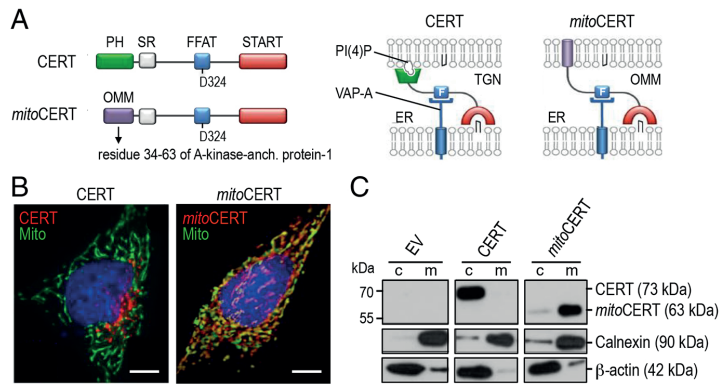 A
PH SR FFAT START
CERT
D324
OMM
mitoCERT
D324
residue 34-63 of A-kinase-anch. protein-1
CERT
mitoCERT
PI(4)P
TGN
OMM
VAP-A
F
F
ER
ER
B
CERT
mitoCERT
CERT
Mito
mitoCERT
Mito
C
EV CERT mitoCERT
kDa c m c m c m
70
CERT (73 kDa)
mitoCERT (63 kDa)
55
Calnexin (90 kDa)
β-actin (42 kDa)